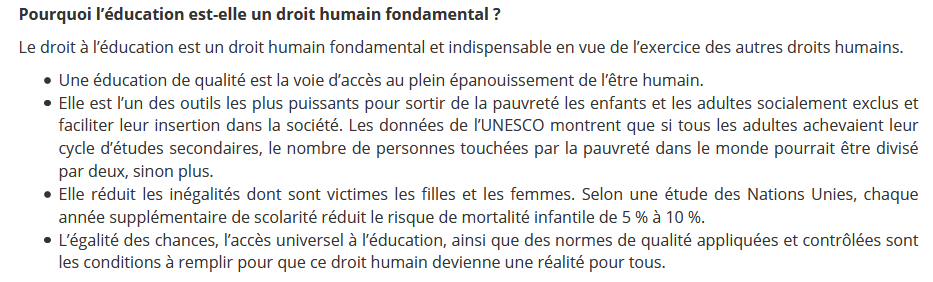 Pourquoi l’éducation est-elle un droit humain fondamental ?
Le droit à l’éducation est un droit humain fondamental et indispensable en vue de l’exercice des autres droits humains.
• Une éducation de qualité est la voie d’accès au plein épanouissement de l’être humain.
• Elle est l’un des outils les plus puissants pour sortir de la pauvreté les enfants et les adultes socialement exclus et
faciliter leur insertion dans la société. Les données de l’UNESCO montrent que si tous les adultes achevaient leur
cycle d’études secondaires, le nombre de personnes touchées par la pauvreté dans le monde pourrait être divisé
par deux, sinon plus.
• Elle réduit les inégalités dont sont victimes les filles et les femmes. Selon une étude des Nations Unies, chaque
année supplémentaire de scolarité réduit le risque de mortalité infantile de 5 % à 10 %.
• L’égalité des chances, l’accès universel à l’éducation, ainsi que des normes de qualité appliquées et contrôlées sont
les conditions à remplir pour que ce droit humain devienne une réalité pour tous.